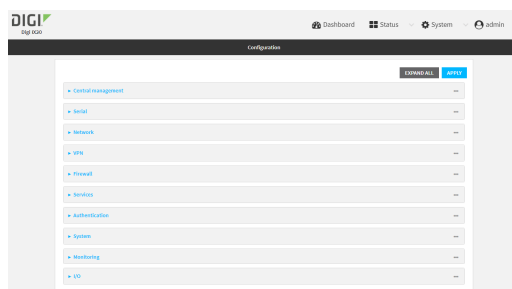 DIGI
Digi IX20
Dashboard
Status
System
admin
Configuration
EXPAND ALL
APPLY
Central management
Serial
Network
VPN
Firewall
Services
Authentication
System
Monitoring
I/O